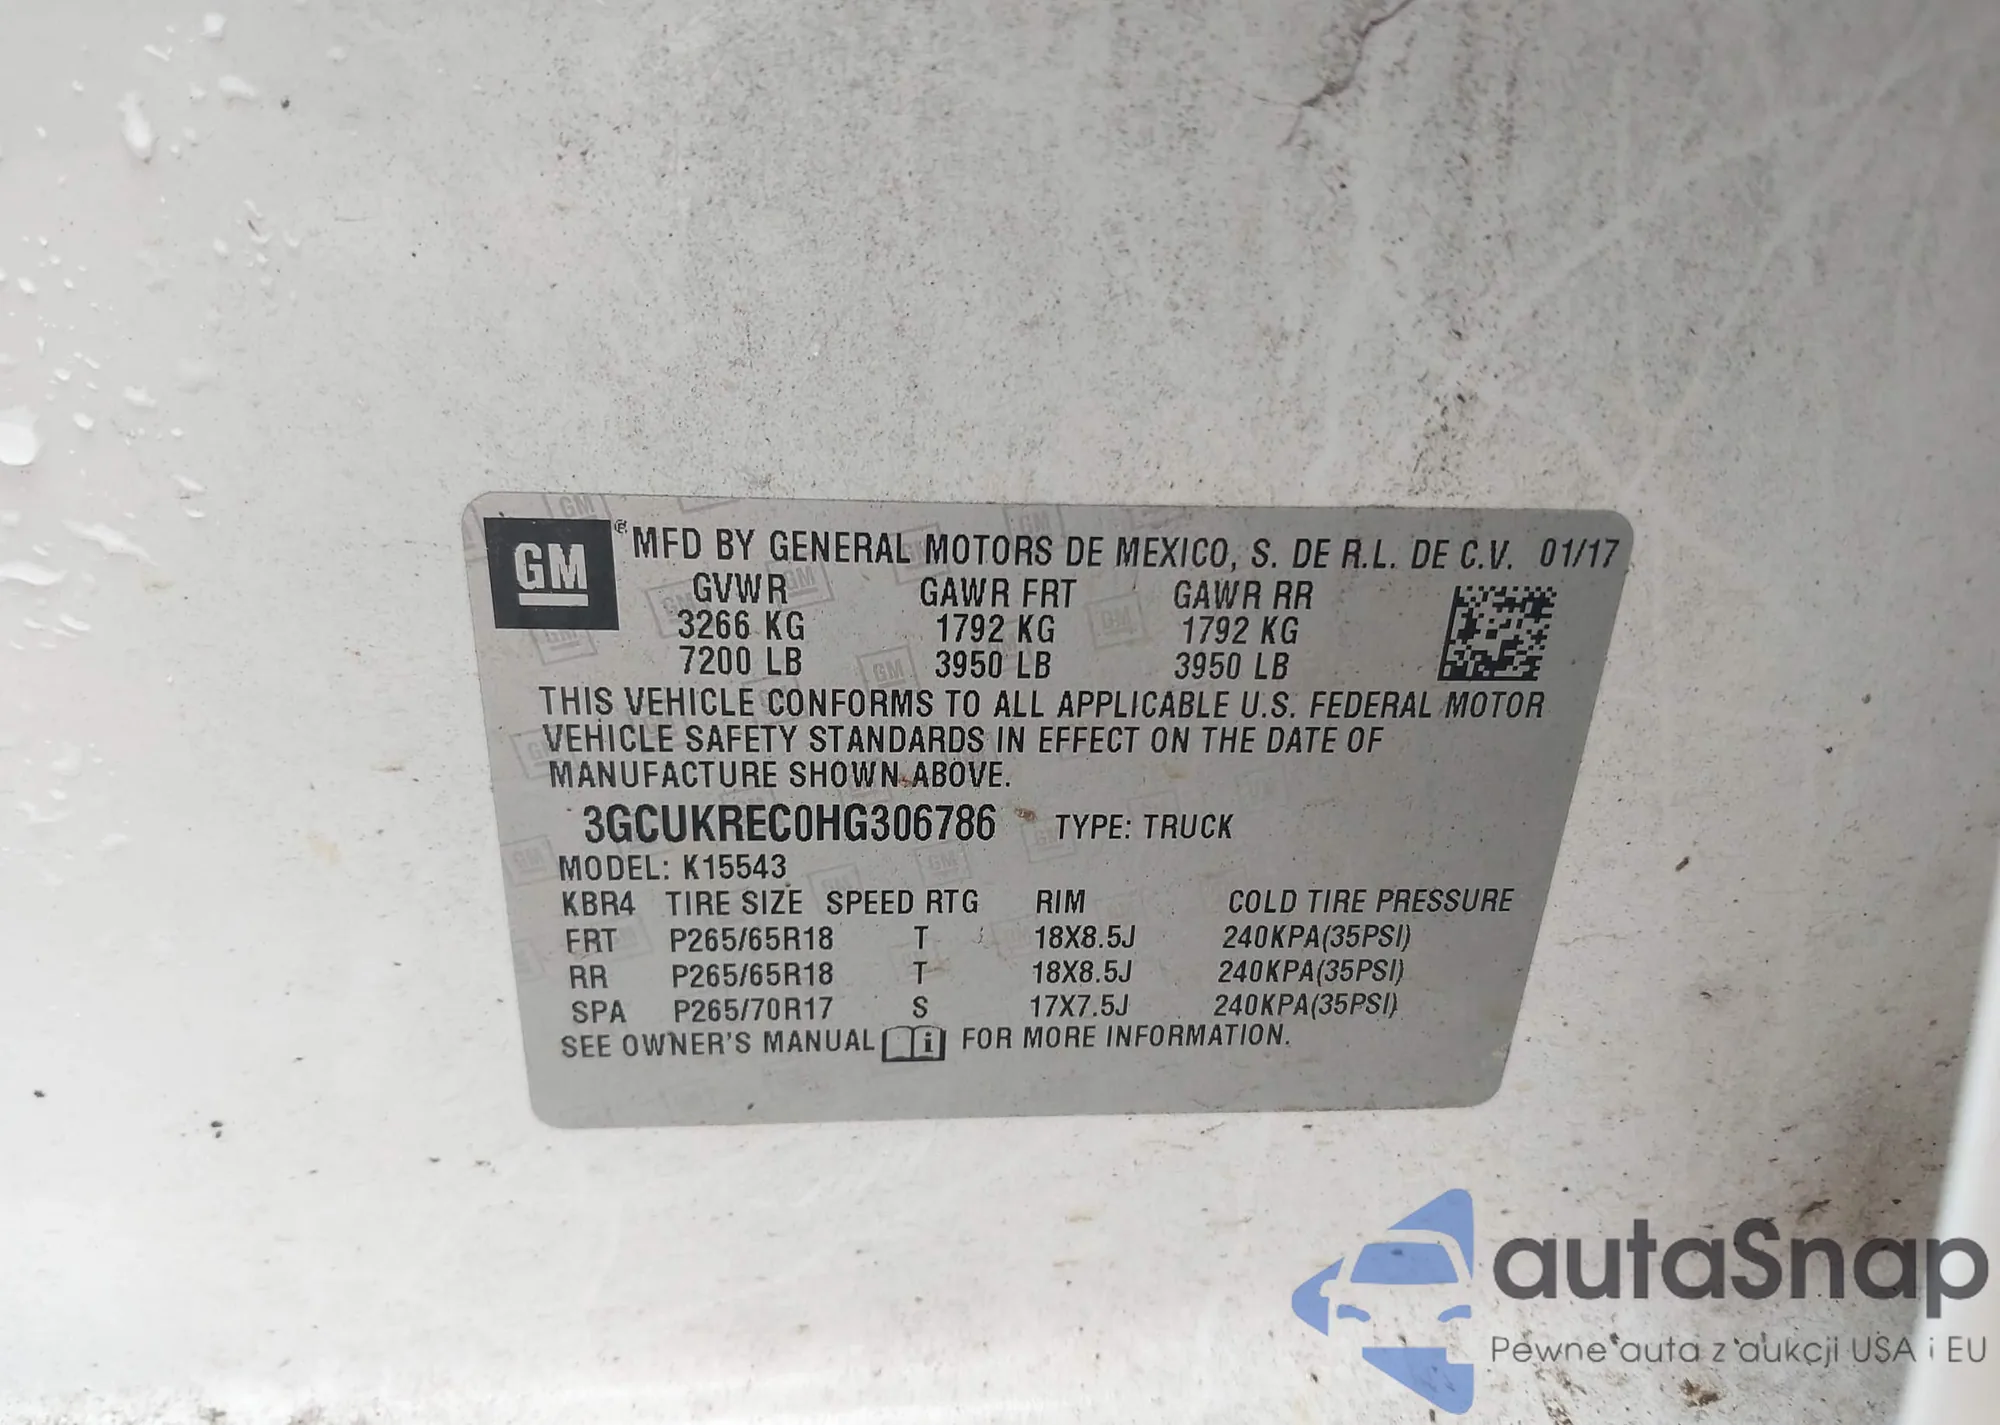 GM ® MFD BY GENERAL MOTORS DE MEXICO, S. DE R.L. DE C.V. 01/17
GVWR GAWR FRT GAWR RR
3266 KG 1792 KG 1792 KG
7200 LB 3950 LB 3950 LB
THIS VEHICLE CONFORMS TO ALL APPLICABLE U.S. FEDERAL MOTOR
VEHICLE SAFETY STANDARDS IN EFFECT ON THE DATE OF
MANUFACTURE SHOWN ABOVE.
3GCUKREC0HG306786 TYPE: TRUCK
MODEL: K15543
KBR4 TIRE SIZE SPEED RTG RIM COLD TIRE PRESSURE
FRT P265/65R18 T 18X8.5J 240KPA(35PSI)
RR P265/65R18 T 18X8.5J 240KPA(35PSI)
SPA P265/70R17 S 17X7.5J 240KPA(35PSI)
SEE OWNER'S MANUAL i FOR MORE INFORMATION.
autaSnap
Pewne auta z aukcji USA i EU